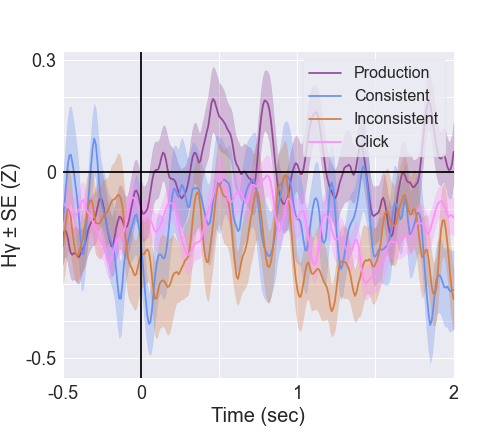 0.3
Production
Consistent
Inconsistent
Click
0
Hγ ± SE (Z)
-0.5
-0.5
0
1
2
Time (sec)